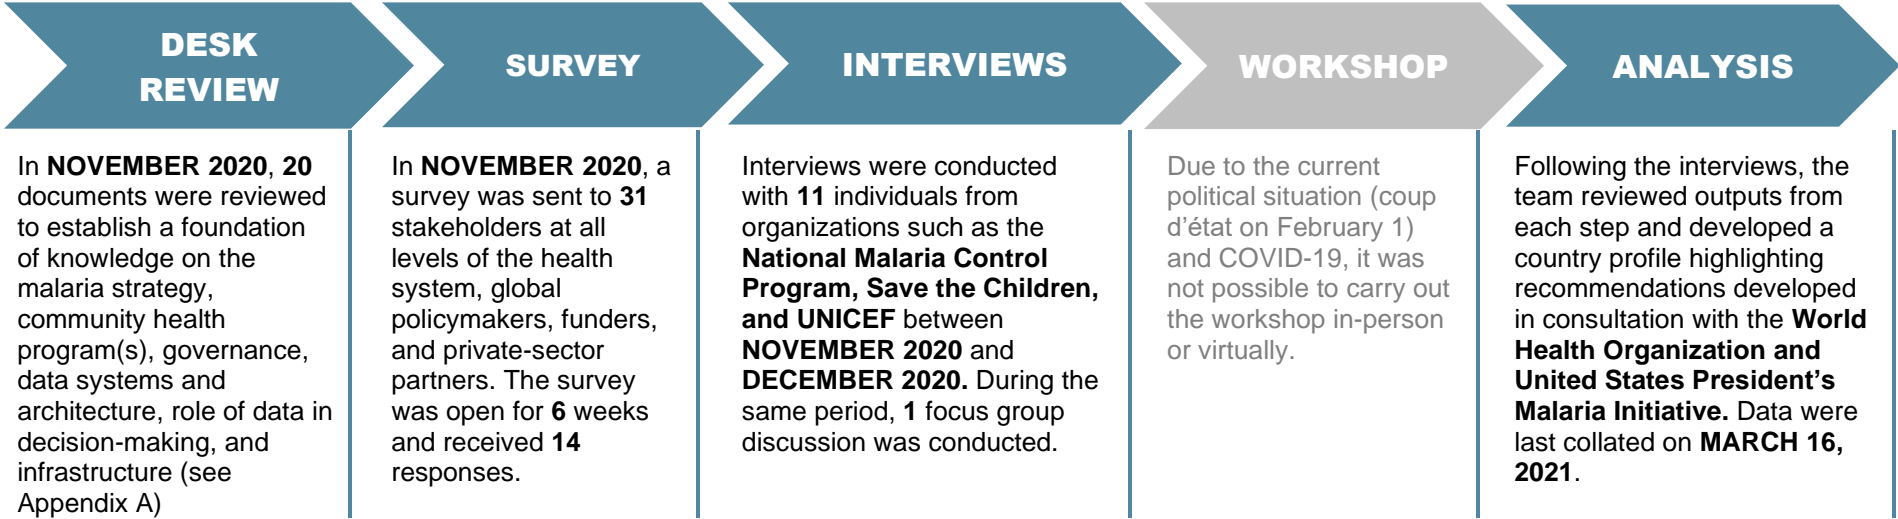 DESK
REVIEW
SURVEY
INTERVIEWS
WORKSHOP
ANALYSIS
In NOVEMBER 2020, 20
documents were reviewed
to establish a foundation
of knowledge on the
malaria strategy,
community health
program(s), governance,
data systems and
architecture, role of data in
decision-making, and
infrastructure (see
Appendix A)
In NOVEMBER 2020, a
survey was sent to 31
stakeholders at all
levels of the health
system, global
policymakers, funders,
and private-sector
partners. The survey
was open for 6 weeks
and received 14
responses.
Interviews were conducted
with 11 individuals from
organizations such as the
National Malaria Control
Program, Save the Children,
and UNICEF between
NOVEMBER 2020 and
DECEMBER 2020. During the
same period, 1 focus group
discussion was conducted.
Due to the current
political situation (coup
d’état on February 1)
and COVID-19, it was
not possible to carry out
the workshop in-person
or virtually.
Following the interviews, the
team reviewed outputs from
each step and developed a
country profile highlighting
recommendations developed
in consultation with the World
Health Organization and
United States President’s
Malaria Initiative. Data were
last collated on MARCH 16,
2021.